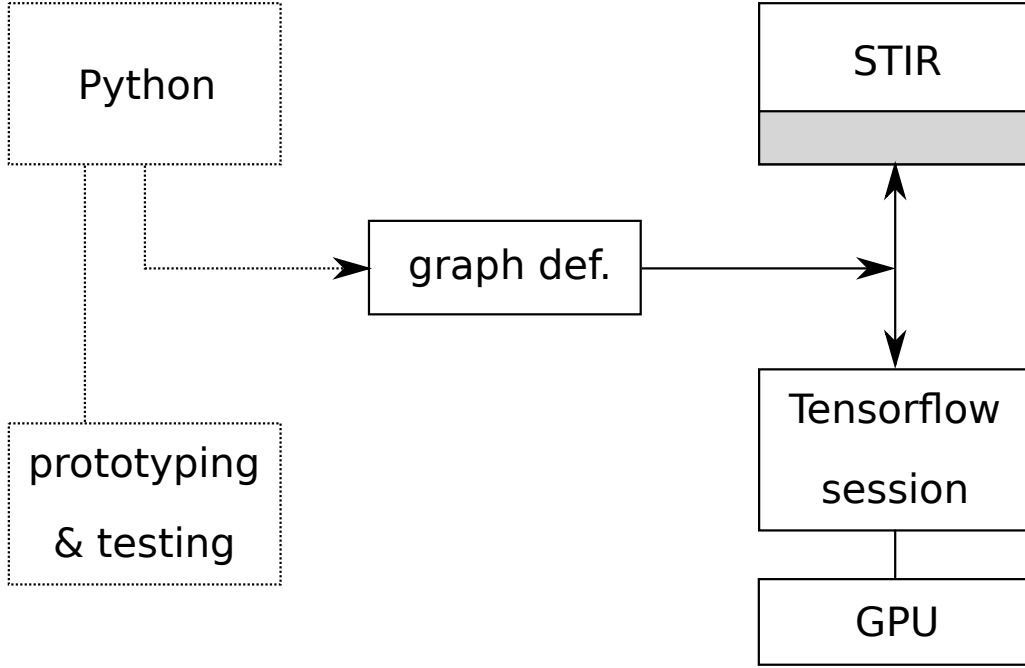 Python
STIR
graph def.
Tensorflow
session
prototyping
& testing
GPU